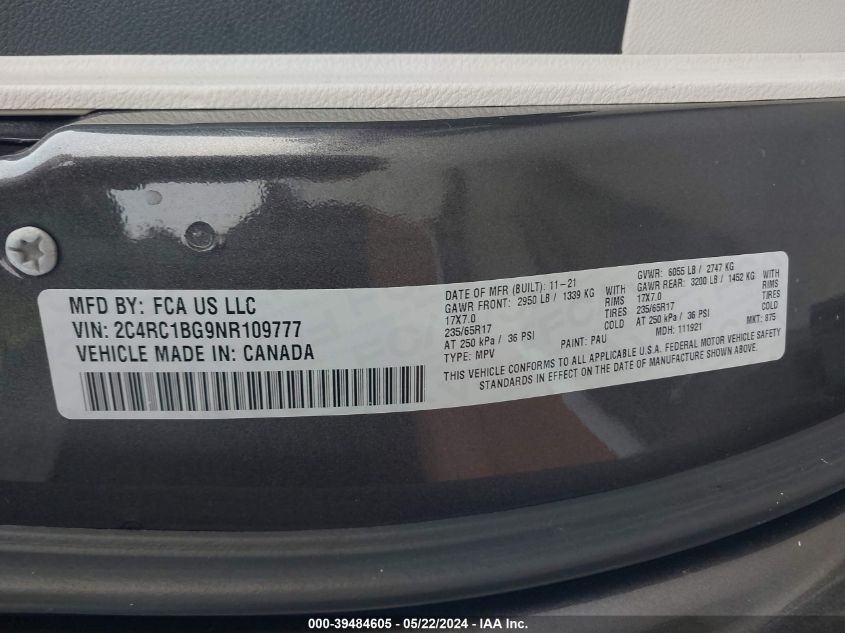 MFD BY: FCA US LLC
VIN: 2C4RC1BG9NR109777
VEHICLE MADE IN: CANADA
DATE OF MFR (BUILT): 11-21
GAWR FRONT: 2950 LB / 1339 KG WITH
17X7.0 RIMS
235/65R17 TIRES
AT 250 kPa / 36 PSI COLD
TYPE: MPV PAINT: PAU
GVWR: 6055 LB / 2747 KG
GAWR REAR: 3200 LB / 1452 KG WITH
17X7.0 RIMS
235/65R17 TIRES
AT 250 kPa / 36 PSI COLD
MDH: 111921 MKT: 875
THIS VEHICLE CONFORMS TO ALL APPLICABLE U.S.A. FEDERAL MOTOR VEHICLE SAFETY
STANDARDS IN EFFECT ON THE DATE OF MANUFACTURE SHOWN ABOVE.
000-39484605 - 05/22/2024 - IAA Inc.